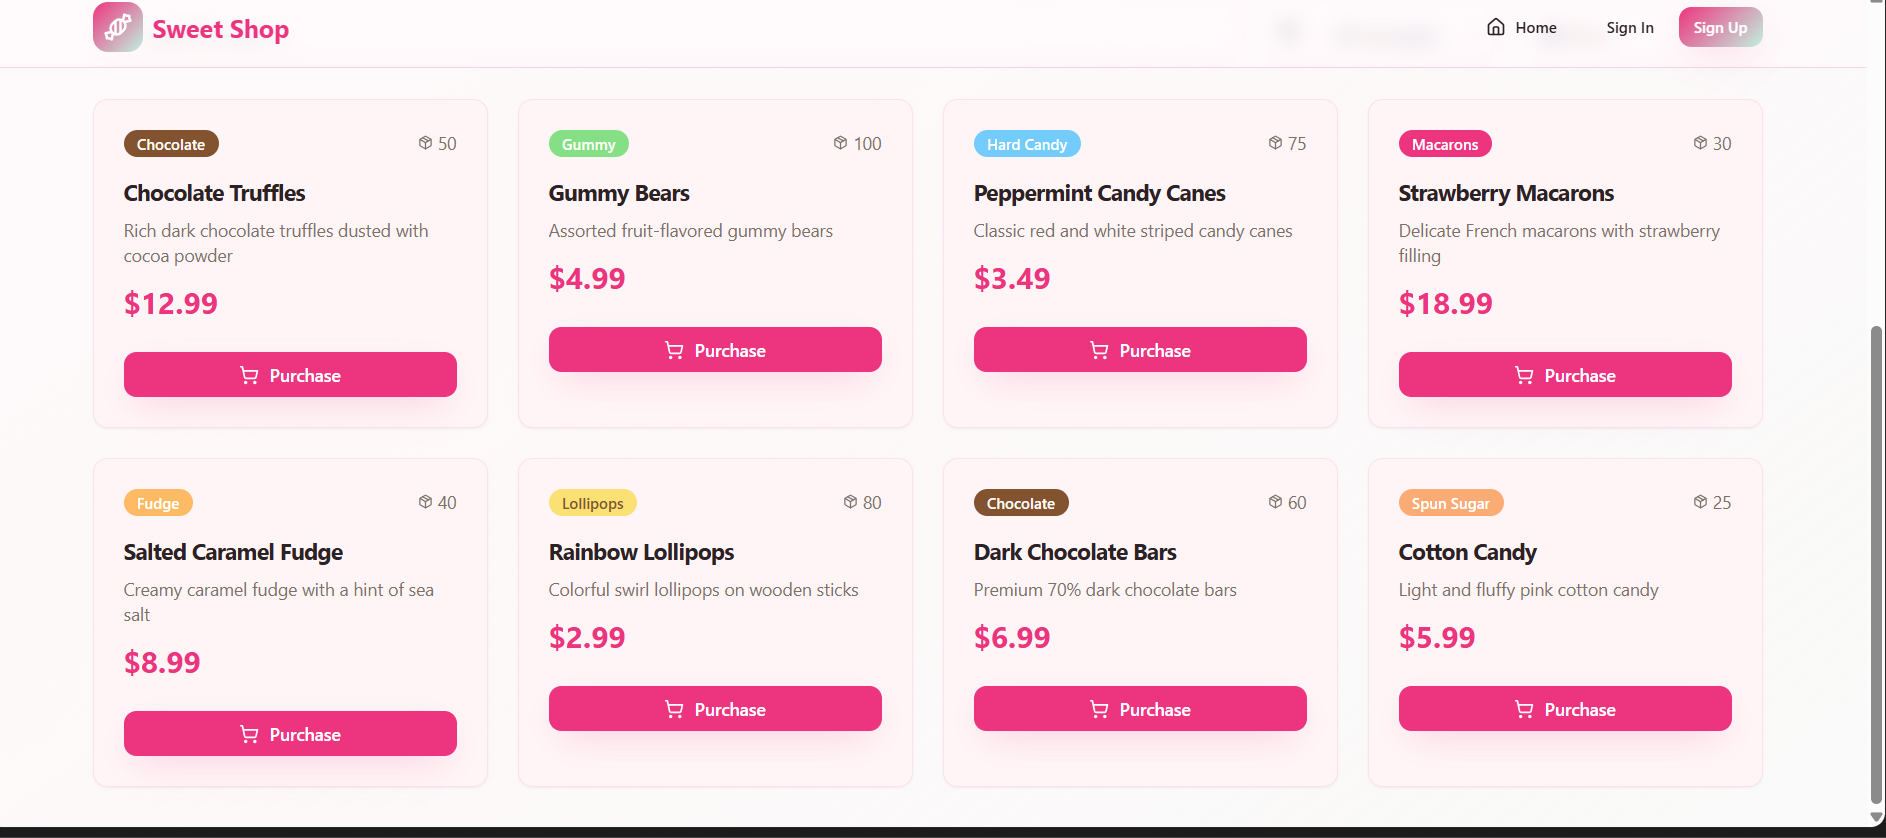 Sweet Shop
Home
Sign In
Sign Up
Chocolate
50
Chocolate Truffles
Rich dark chocolate truffles dusted with
cocoa powder
$12.99
Purchase
Gummy
100
Gummy Bears
Assorted fruit-flavored gummy bears
$4.99
Purchase
Hard Candy
75
Peppermint Candy Canes
Classic red and white striped candy canes
$3.49
Purchase
Macarons
30
Strawberry Macarons
Delicate French macarons with strawberry
filling
$18.99
Purchase
Fudge
40
Salted Caramel Fudge
Creamy caramel fudge with a hint of sea
salt
$8.99
Purchase
Lollipops
80
Rainbow Lollipops
Colorful swirl lollipops on wooden sticks
$2.99
Purchase
Chocolate
60
Dark Chocolate Bars
Premium 70% dark chocolate bars
$6.99
Purchase
Spun Sugar
25
Cotton Candy
Light and fluffy pink cotton candy
$5.99
Purchase